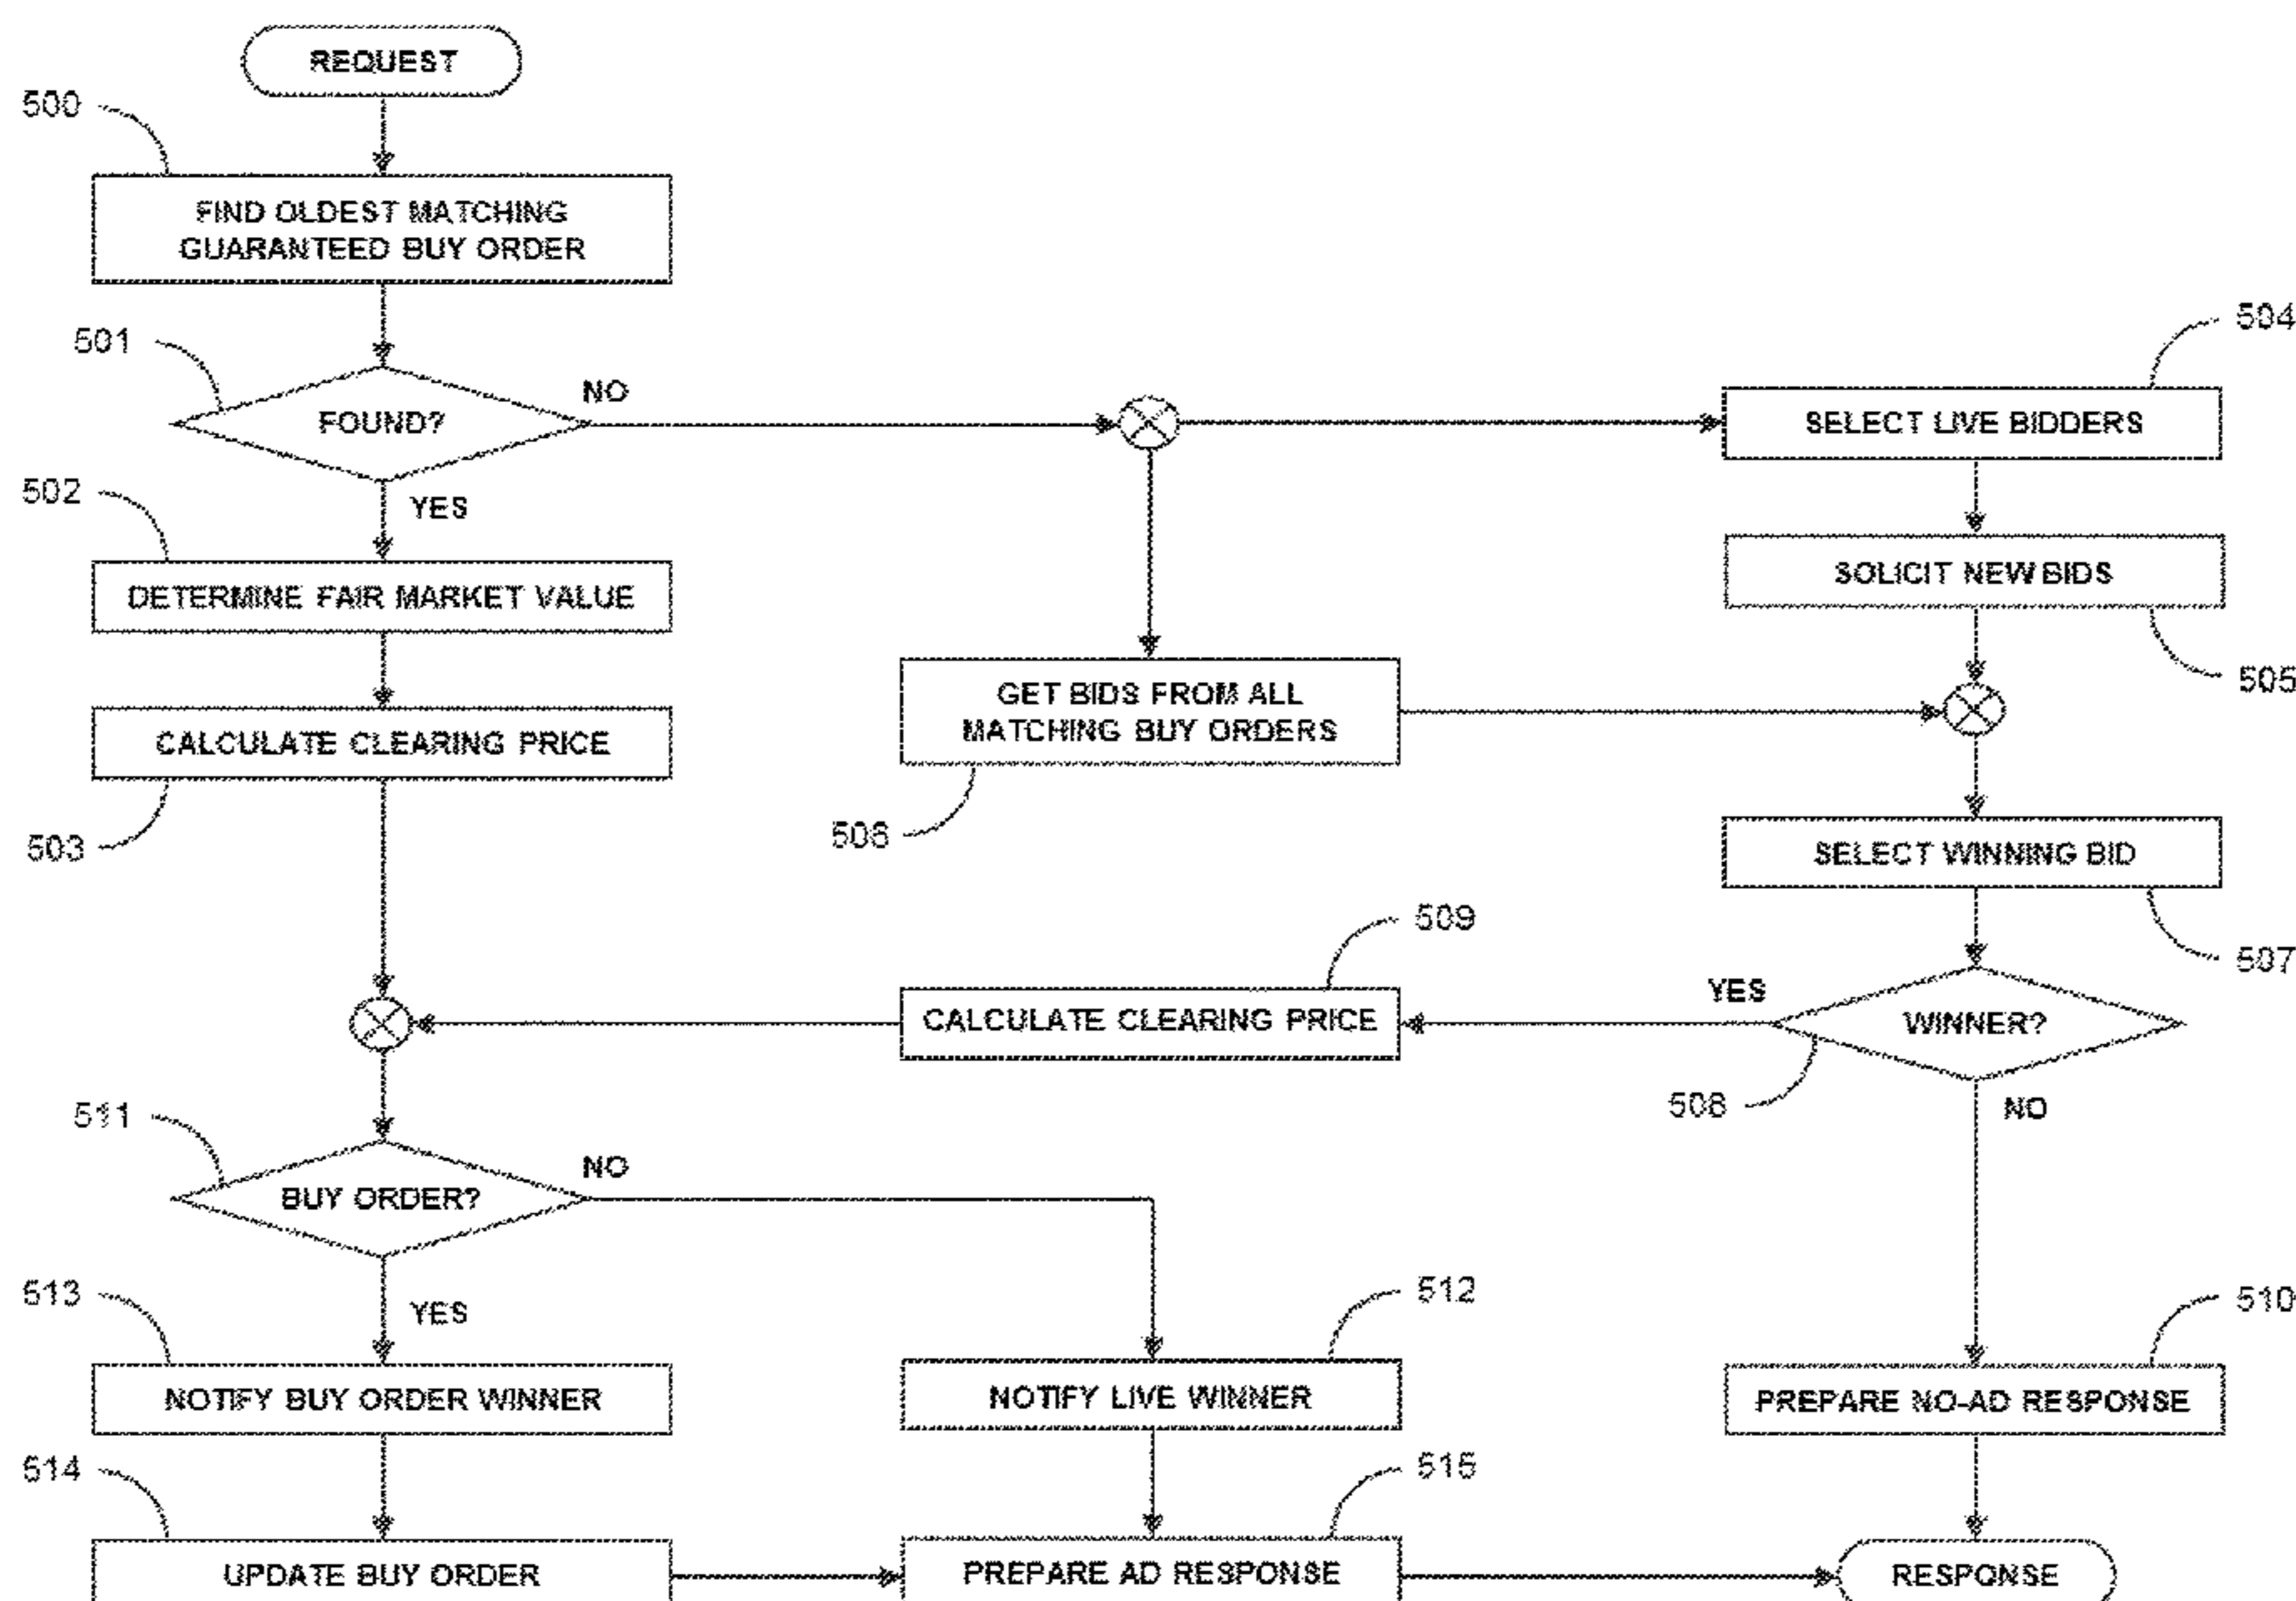 REQUEST
500
FIND OLDEST MATCHING
GUARANTEED BUY ORDER
501
FOUND?
NO
YES
504
SELECT LIVE BIDDERS
502
DETERMINE FAIR MARKET VALUE
SOLICIT NEW BIDS
505
503
CALCULATE CLEARING PRICE
GET BIDS FROM ALL
MATCHING BUY ORDERS
506
SELECT WINNING BID
507
509
CALCULATE CLEARING PRICE
YES
WINNER?
508
NO
511
BUY ORDER?
NO
YES
513
NOTIFY BUY ORDER WINNER
512
NOTIFY LIVE WINNER
510
PREPARE NO-AD RESPONSE
514
UPDATE BUY ORDER
515
PREPARE AD RESPONSE
RESPONSE